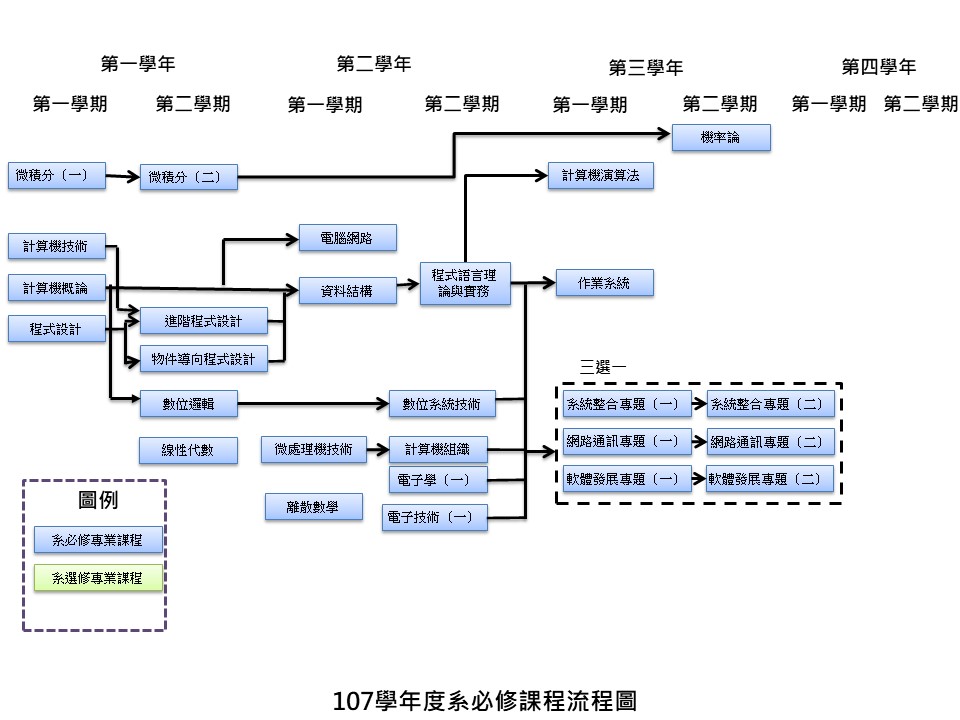 第一學年
第二學年
第三學年
第四學年
第一學期
第二學期
第一學期
第二學期
第一學期
第二學期
第一學期
第二學期
機率論
微積分（一）
微積分（二）
計算機演算法
計算機技術
電腦網路
計算機概論
資料結構
程式語言理
論與實務
作業系統
程式設計
進階程式設計
物件導向程式設計
三選一
數位邏輯
數位系統技術
系統整合專題（一）
系統整合專題（二）
線性代數
微處理機技術
計算機組織
網路通訊專題（一）
網路通訊專題（二）
電子學（一）
軟體發展專題（一）
軟體發展專題（二）
離散數學
電子技術（一）
圖例
系必修專業課程
系選修專業課程
107學年度系必修課程流程圖